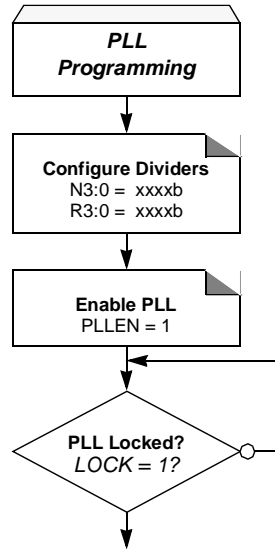 PLL
Programming
Configure Dividers
N3:0 = xxxxb
R3:0 = xxxxb
Enable PLL
PLLEN = 1
PLL Locked?
LOCK = 1?